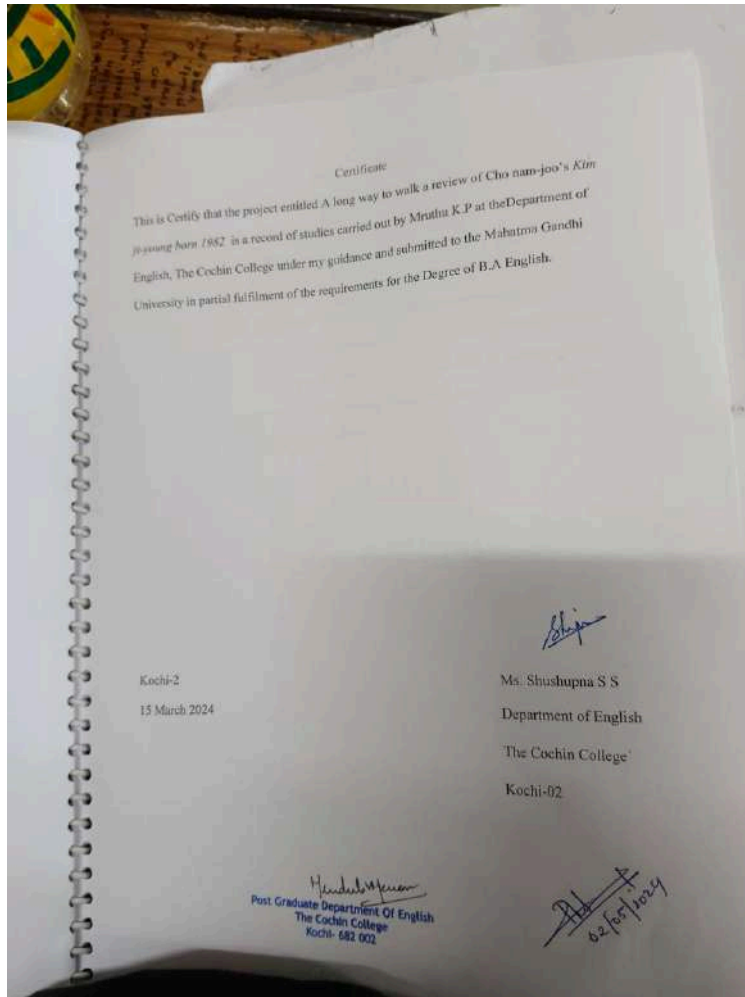 Certificate
This is Certify that the project entitled A long way to walk a review of Cho nam-joo's Kim
ji-young born 1982 is a record of studies carried out by Mrutha K.P at theDepartment of
English, The Cochin College under my guidance and submitted to the Mahatma Gandhi
University in partial fulfilment of the requirements for the Degree of B.A English.
Kochi-2
15 March 2024
Ms. Shushupna S S
Department of English
The Cochin College
Kochi-02
Post Graduate Department Of English
The Cochin College
Kochi- 682 002
02/05/2024